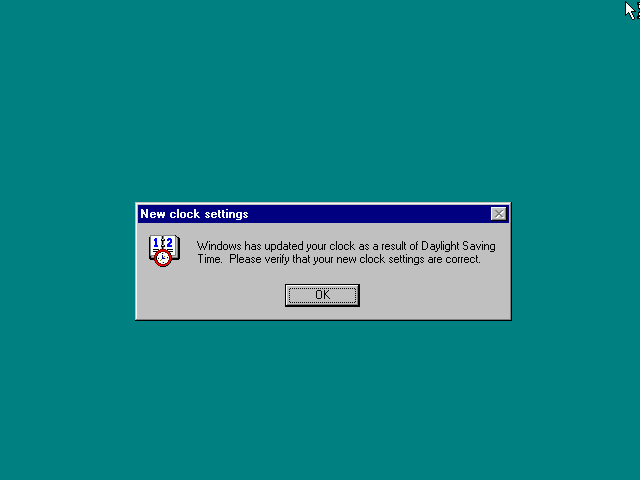 New clock settings
12
Windows has updated your clock as a result of Daylight Saving
Time.  Please verify that your new clock settings are correct.
OK